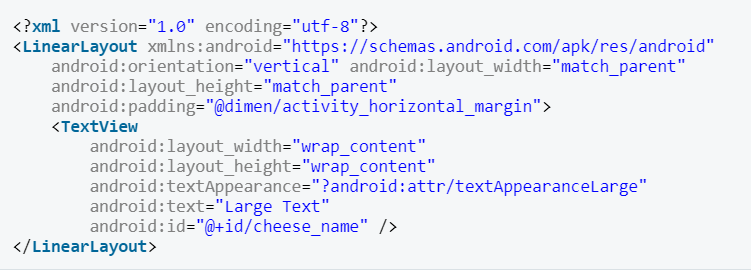 <?xml version="1.0" encoding="utf-8"?>
<LinearLayout xmlns:android="https://schemas.android.com/apk/res/android"
    android:orientation="vertical" android:layout_width="match_parent"
    android:layout_height="match_parent"
    android:padding="@dimen/activity_horizontal_margin">
    <TextView
        android:layout_width="wrap_content"
        android:layout_height="wrap_content"
        android:textAppearance="?android:attr/textAppearanceLarge"
        android:text="Large Text"
        android:id="@+id/cheese_name" />
</LinearLayout>